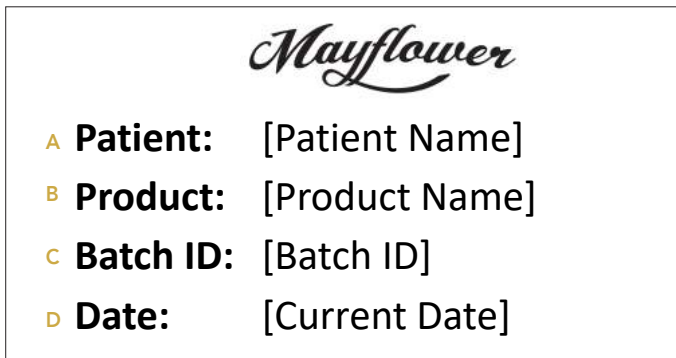 Mayflower
A Patient: [Patient Name]
B Product: [Product Name]
C Batch ID: [Batch ID]
D Date: [Current Date]